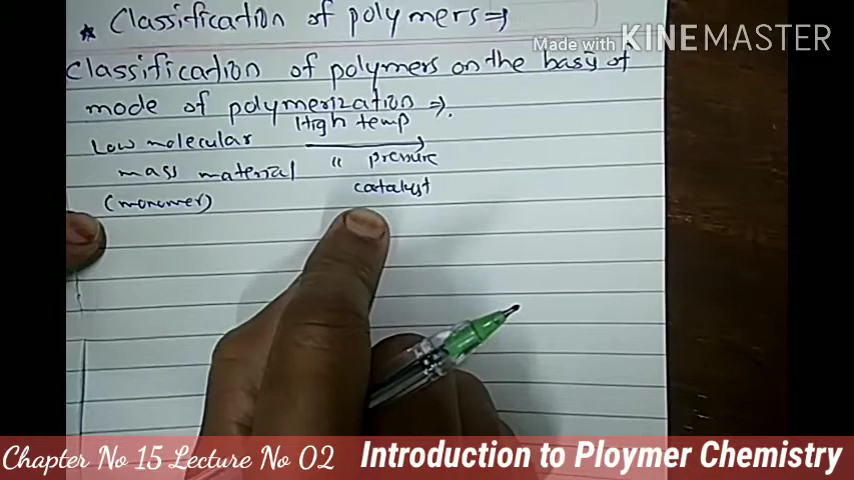 * Classification of polymers ⇒
Made with KINEMASTER
Classification of polymers on the basis of
mode of polymerization ⇒.
Low molecular High temp
mass material " pressure
(monomer) catalyst
Chapter No 15 Lecture No 02 Introduction to Ploymer Chemistry